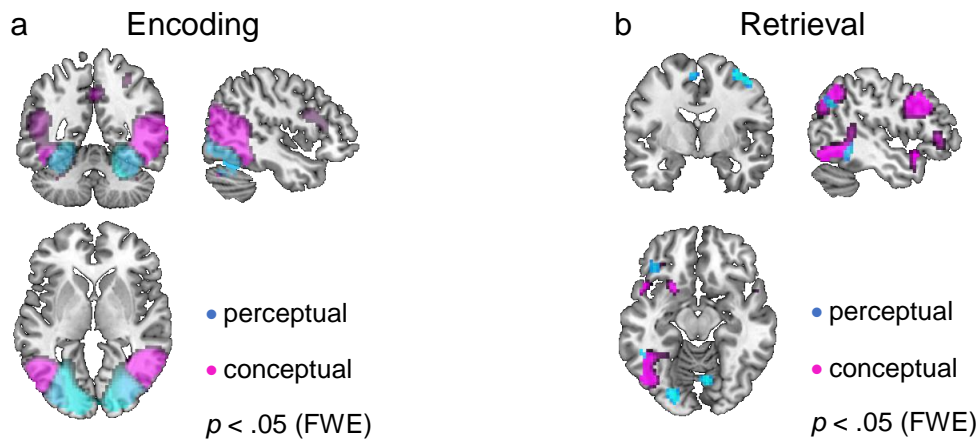 a Encoding
perceptual
conceptual
p < .05 (FWE)
b Retrieval
perceptual
conceptual
p < .05 (FWE)